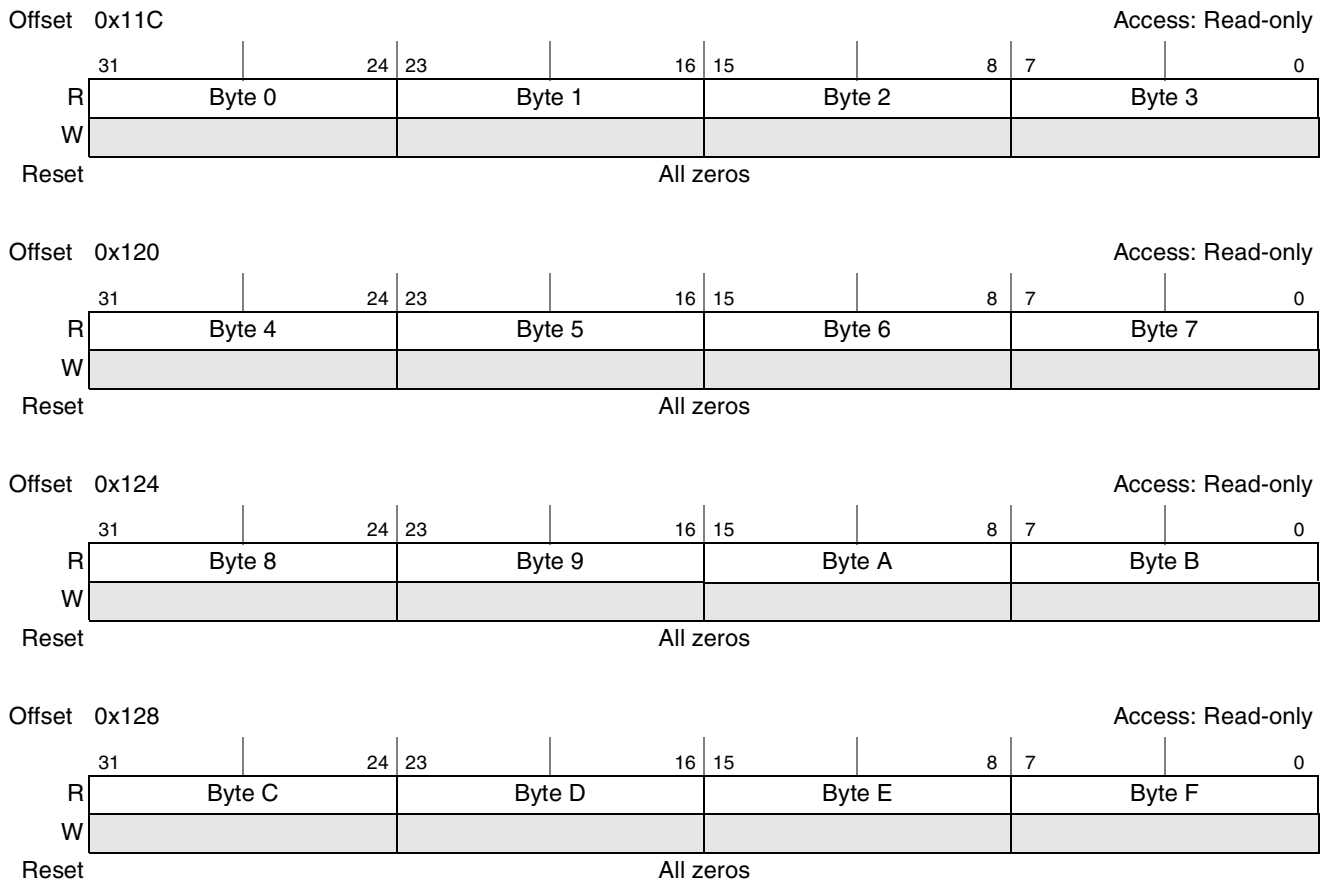 Offset 0x11C Access: Read-only
31 24 23 16 15 8 7 0
R Byte 0 Byte 1 Byte 2 Byte 3
W
Reset All zeros
Offset 0x120 Access: Read-only
31 24 23 16 15 8 7 0
R Byte 4 Byte 5 Byte 6 Byte 7
W
Reset All zeros
Offset 0x124 Access: Read-only
31 24 23 16 15 8 7 0
R Byte 8 Byte 9 Byte A Byte B
W
Reset All zeros
Offset 0x128 Access: Read-only
31 24 23 16 15 8 7 0
R Byte C Byte D Byte E Byte F
W
Reset All zeros